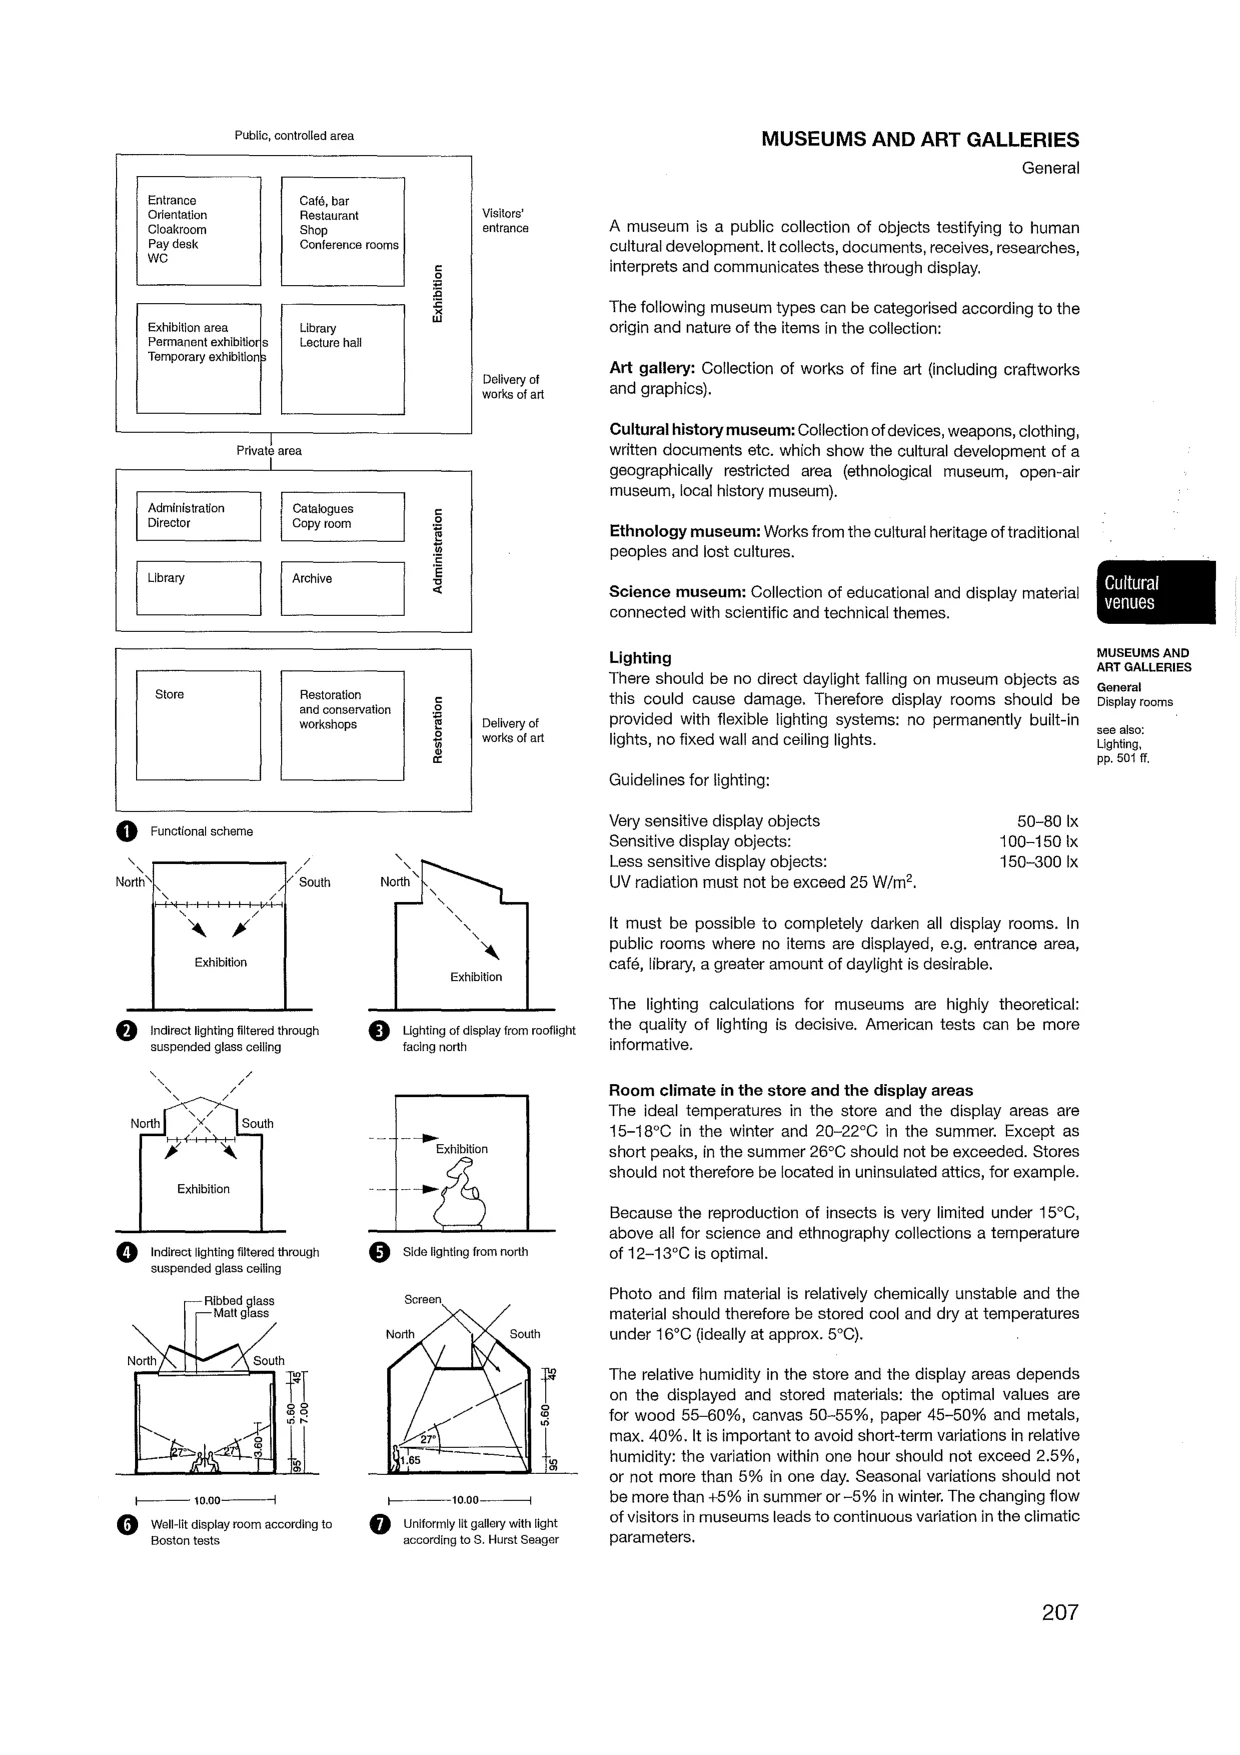 Public, controlled area
Entrance
Orientation
Cloakroom
Pay desk
WC
Café, bar
Restaurant
Shop
Conference rooms
Visitors'
entrance
Exhibition
Exhibition area
Permanent exhibitions
Temporary exhibitions
Library
Lecture hall
Delivery of
works of art
Private area
Administration
Director
Catalogues
Copy room
Administration
Library
Archive
Store
Restoration
and conservation
workshops
Restoration
Delivery of
works of art
1 Functional scheme
North
South
Exhibition
2 Indirect lighting filtered through
suspended glass ceiling
North
Exhibition
3 Lighting of display from rooflight
facing north
North
South
Exhibition
4 Indirect lighting filtered through
suspended glass ceiling
Exhibition
5 Side lighting from north
Ribbed glass
Matt glass
North
South
27°
27°
3.60
95
5.60
45
7.00
10.00
6 Well-lit display room according to
Boston tests
Screen
North
South
27°
1.65
45
5.60
95
10.00
7 Uniformly lit gallery with light
according to S. Hurst Seager
MUSEUMS AND ART GALLERIES
General
A museum is a public collection of objects testifying to human
cultural development. It collects, documents, receives, researches,
interprets and communicates these through display.
The following museum types can be categorised according to the
origin and nature of the items in the collection:
Art gallery: Collection of works of fine art (including craftworks
and graphics).
Cultural history museum: Collection of devices, weapons, clothing,
written documents etc. which show the cultural development of a
geographically restricted area (ethnological museum, open-air
museum, local history museum).
Ethnology museum: Works from the cultural heritage of traditional
peoples and lost cultures.
Science museum: Collection of educational and display material
connected with scientific and technical themes.
Lighting
There should be no direct daylight falling on museum objects as
this could cause damage. Therefore display rooms should be
provided with flexible lighting systems: no permanently built-in
lights, no fixed wall and ceiling lights.
Guidelines for lighting:
Very sensitive display objects 50–80 lx
Sensitive display objects: 100–150 lx
Less sensitive display objects: 150–300 lx
UV radiation must not be exceed 25 W/m².
It must be possible to completely darken all display rooms. In
public rooms where no items are displayed, e.g. entrance area,
café, library, a greater amount of daylight is desirable.
The lighting calculations for museums are highly theoretical:
the quality of lighting is decisive. American tests can be more
informative.
Room climate in the store and the display areas
The ideal temperatures in the store and the display areas are
15–18°C in the winter and 20–22°C in the summer. Except as
short peaks, in the summer 26°C should not be exceeded. Stores
should not therefore be located in uninsulated attics, for example.
Because the reproduction of insects is very limited under 15°C,
above all for science and ethnography collections a temperature
of 12–13°C is optimal.
Photo and film material is relatively chemically unstable and the
material should therefore be stored cool and dry at temperatures
under 16°C (ideally at approx. 5°C).
The relative humidity in the store and the display areas depends
on the displayed and stored materials: the optimal values are
for wood 55–60%, canvas 50–55%, paper 45–50% and metals,
max. 40%. It is important to avoid short-term variations in relative
humidity: the variation within one hour should not exceed 2.5%,
or not more than 5% in one day. Seasonal variations should not
be more than +5% in summer or –5% in winter. The changing flow
of visitors in museums leads to continuous variation in the climatic
parameters.
Cultural
venues
MUSEUMS AND
ART GALLERIES
General
Display rooms
see also:
Lighting,
pp. 501 ff.
207